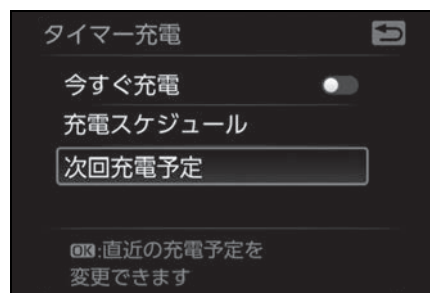 タイマー充電
今すぐ充電
充電スケジュール
次回充電予定
OK:直近の充電予定を
変更できます